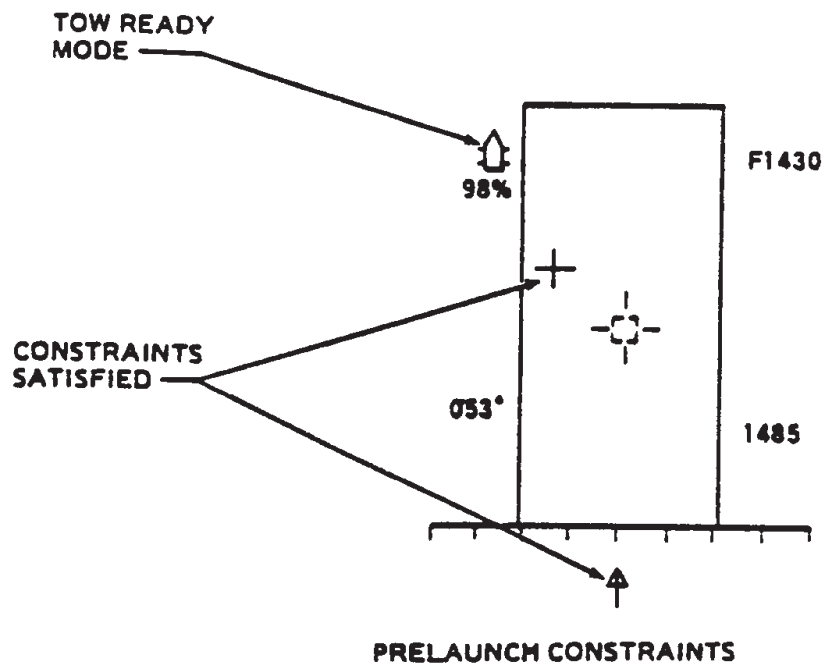 TOW READY
MODE
98%
F1430
CONSTRAINTS
SATISFIED
053°
1485
PRELAUNCH CONSTRAINTS